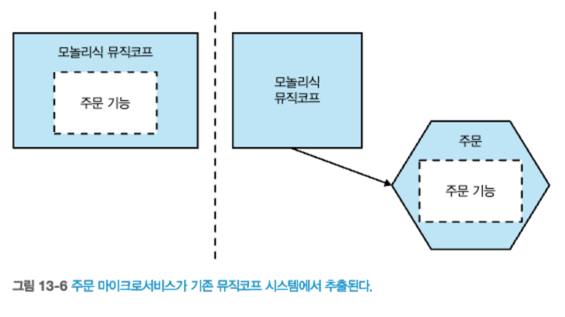 모놀리식 뮤직코프
주문 기능
모놀리식
뮤직코프
주문
주문 기능
그림 13-6 주문 마이크로서비스가 기존 뮤직코프 시스템에서 추출된다.